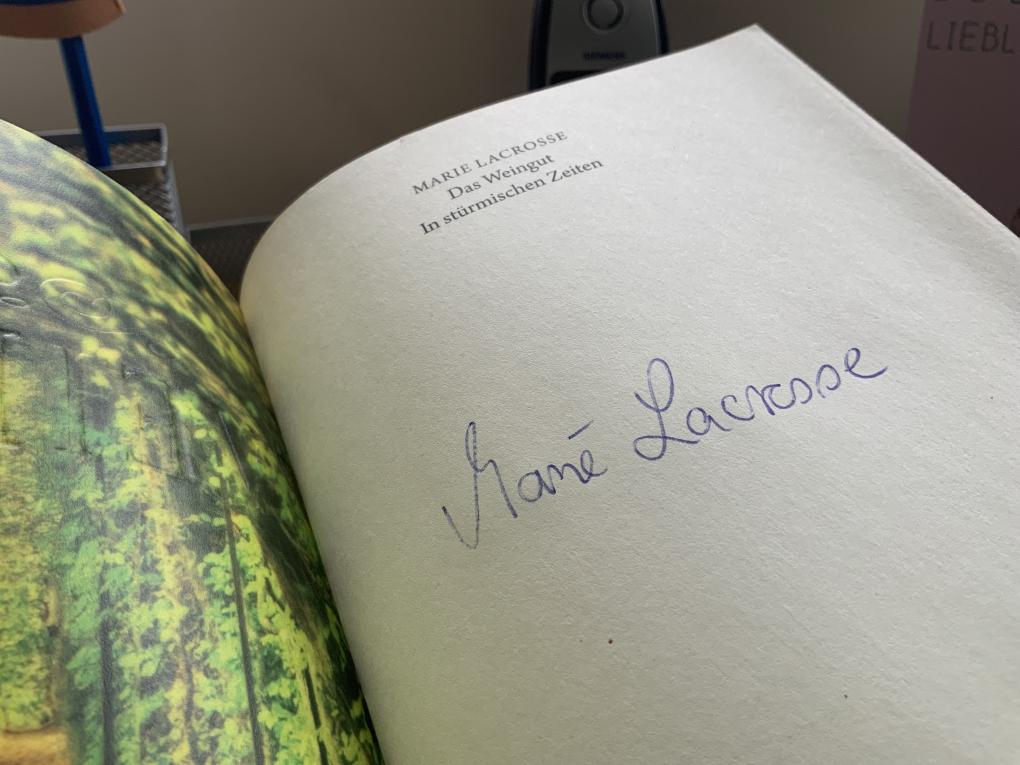 LIEBL
MARIE LACROSSE
Das Weingut
In stürmischen Zeiten
Marie Lacrosse